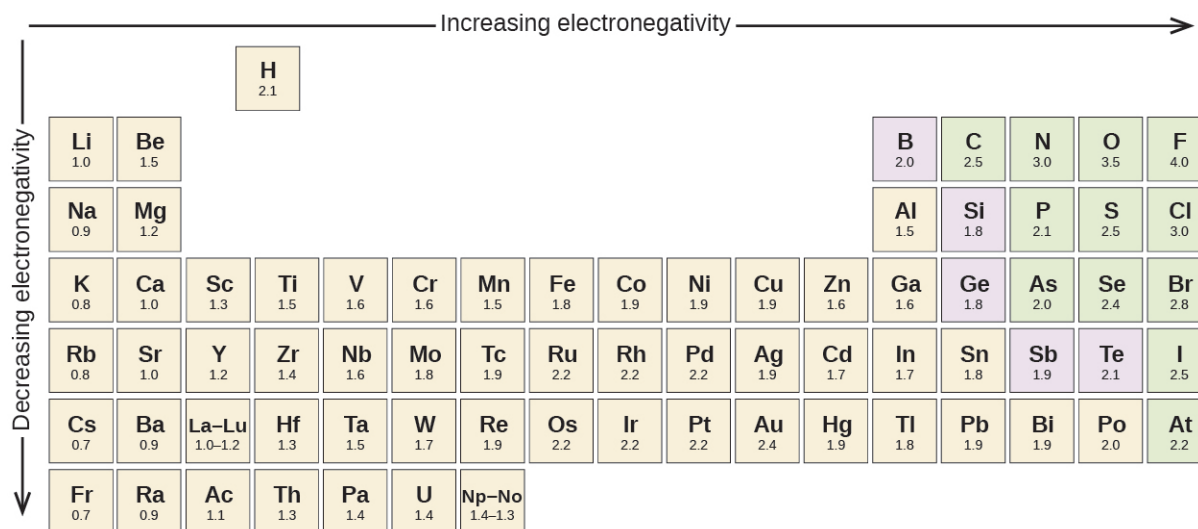 Increasing electronegativity
Decreasing electronegativity
H
2.1
Li Be B C N O F
1.0 1.5 2.0 2.5 3.0 3.5 4.0
Na Mg Al Si P S Cl
0.9 1.2 1.5 1.8 2.1 2.5 3.0
K Ca Sc Ti V Cr Mn Fe Co Ni Cu Zn Ga Ge As Se Br
0.8 1.0 1.3 1.5 1.6 1.6 1.5 1.8 1.9 1.9 1.9 1.6 1.6 1.8 2.0 2.4 2.8
Rb Sr Y Zr Nb Mo Tc Ru Rh Pd Ag Cd In Sn Sb Te I
0.8 1.0 1.2 1.4 1.6 1.8 1.9 2.2 2.2 2.2 1.9 1.7 1.7 1.8 1.9 2.1 2.5
Cs Ba La–Lu Hf Ta W Re Os Ir Pt Au Hg Tl Pb Bi Po At
0.7 0.9 1.0–1.2 1.3 1.5 1.7 1.9 2.2 2.2 2.2 2.4 1.9 1.8 1.9 1.9 2.0 2.2
Fr Ra Ac Th Pa U Np–No
0.7 0.9 1.1 1.3 1.4 1.4 1.4–1.3